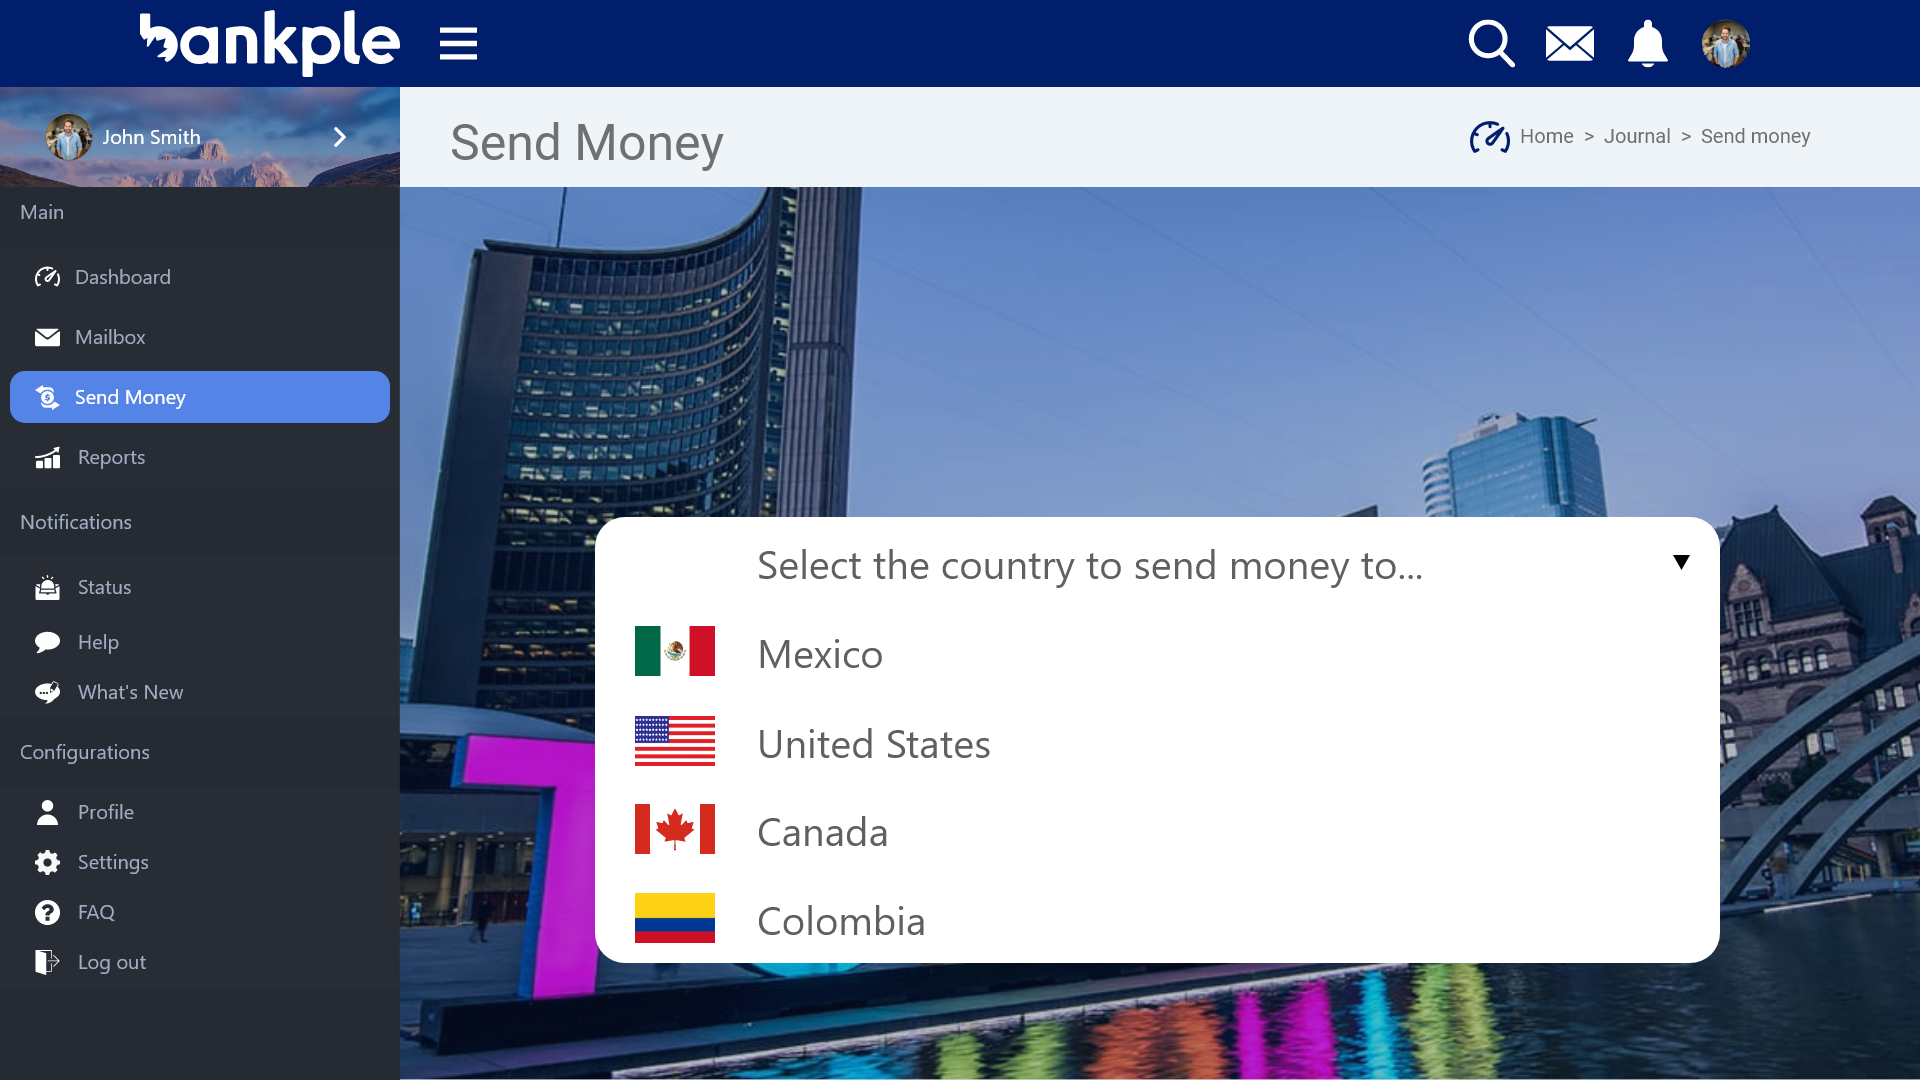 bankple
John Smith
Send Money
Home > Journal > Send money
Main
Dashboard
Mailbox
Send Money
Reports
Notifications
Status
Help
What's New
Configurations
Profile
Settings
FAQ
Log out
Select the country to send money to...
Mexico
United States
Canada
Colombia